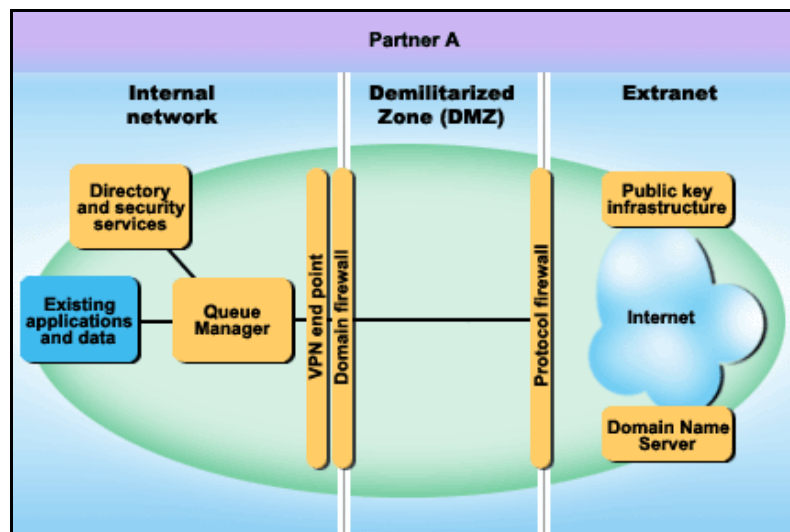 Partner A
Internal
network
Demilitarized
Zone (DMZ)
Extranet
Directory
and security
services
Existing
applications
and data
Queue
Manager
VPN end point
Domain firewall
Protocol firewall
Public key
infrastructure
Internet
Domain Name
Server